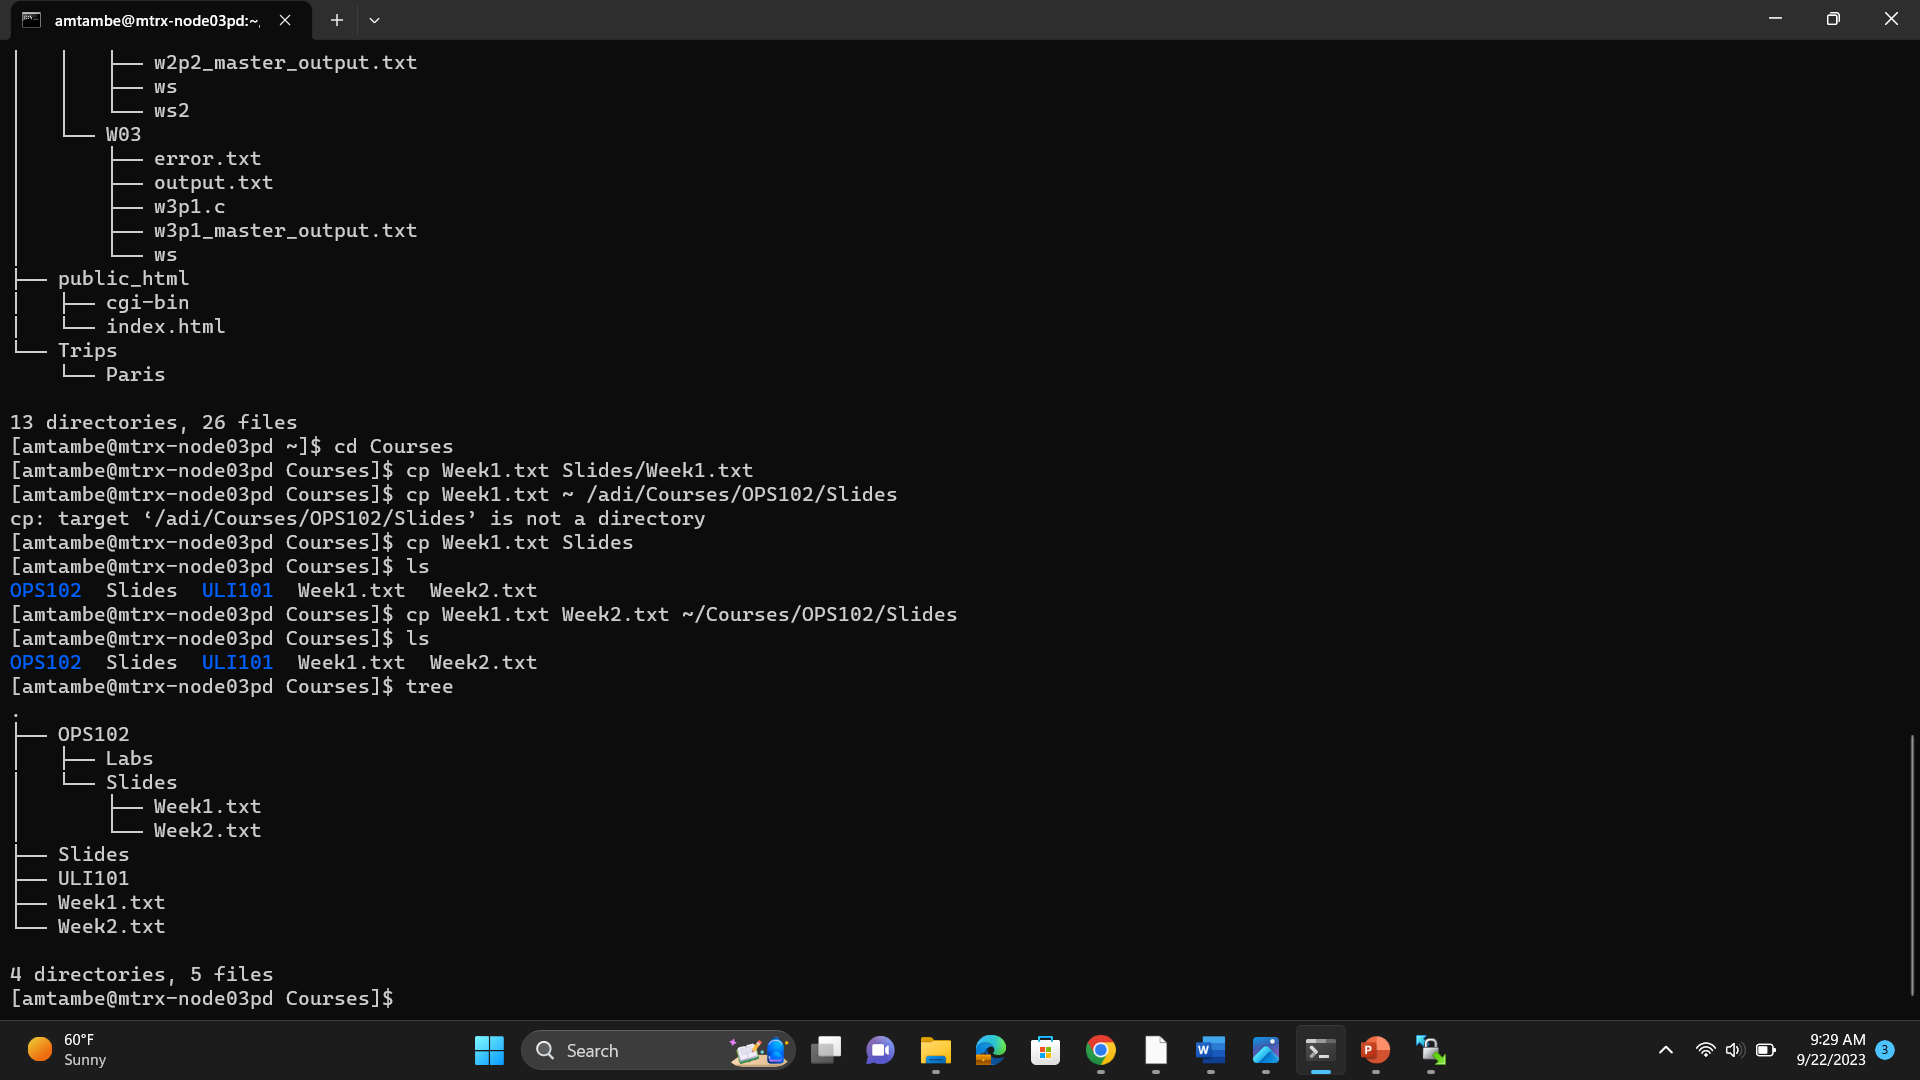 amtambe@mtrx-node03pd:~,
│   │   ├── w2p2_master_output.txt
│   │   ├── ws
│   │   └── ws2
│   └── W03
│       ├── error.txt
│       ├── output.txt
│       ├── w3p1.c
│       ├── w3p1_master_output.txt
│       └── ws
├── public_html
│   ├── cgi-bin
│   └── index.html
└── Trips
    └── Paris
13 directories, 26 files
[amtambe@mtrx-node03pd ~]$ cd Courses
[amtambe@mtrx-node03pd Courses]$ cp Week1.txt Slides/Week1.txt
[amtambe@mtrx-node03pd Courses]$ cp Week1.txt ~ /adi/Courses/OPS102/Slides
cp: target ‘/adi/Courses/OPS102/Slides’ is not a directory
[amtambe@mtrx-node03pd Courses]$ cp Week1.txt Slides
[amtambe@mtrx-node03pd Courses]$ ls
OPS102  Slides  ULI101  Week1.txt  Week2.txt
[amtambe@mtrx-node03pd Courses]$ cp Week1.txt Week2.txt ~/Courses/OPS102/Slides
[amtambe@mtrx-node03pd Courses]$ ls
OPS102  Slides  ULI101  Week1.txt  Week2.txt
[amtambe@mtrx-node03pd Courses]$ tree
.
├── OPS102
│   ├── Labs
│   └── Slides
│       ├── Week1.txt
│       └── Week2.txt
├── Slides
├── ULI101
├── Week1.txt
└── Week2.txt
4 directories, 5 files
[amtambe@mtrx-node03pd Courses]$
60°F
Sunny
Search
W
P
9:29 AM
9/22/2023
3